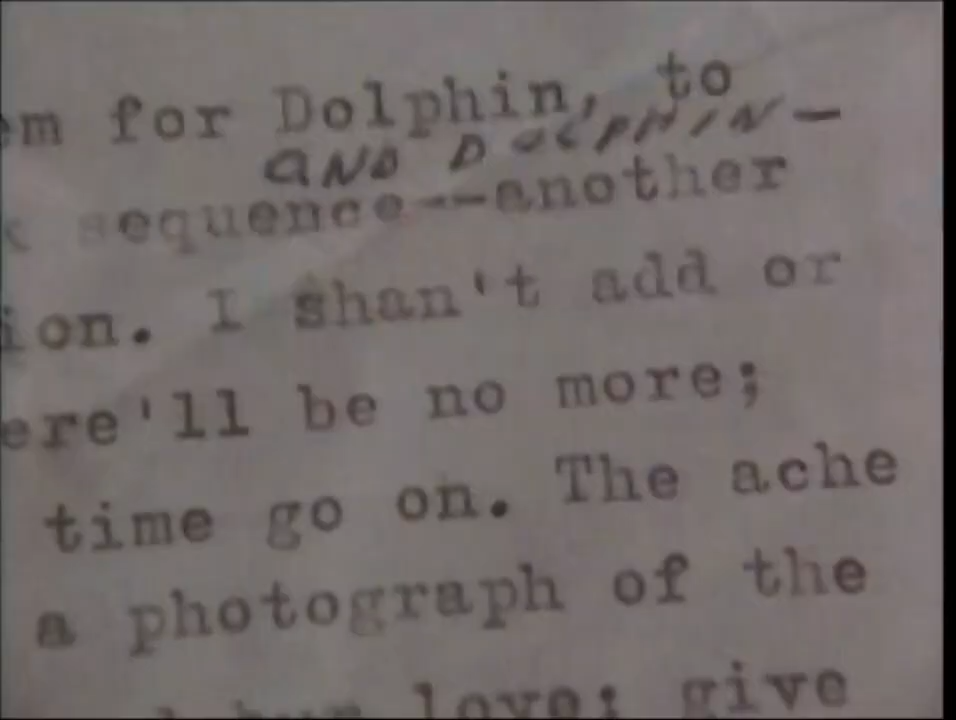 em for Dolphin, to
AND DOLPHIN—
sequence--another
ion. I shan't add or
ere'll be no more;
time go on. The ache
a photograph of the
love; give